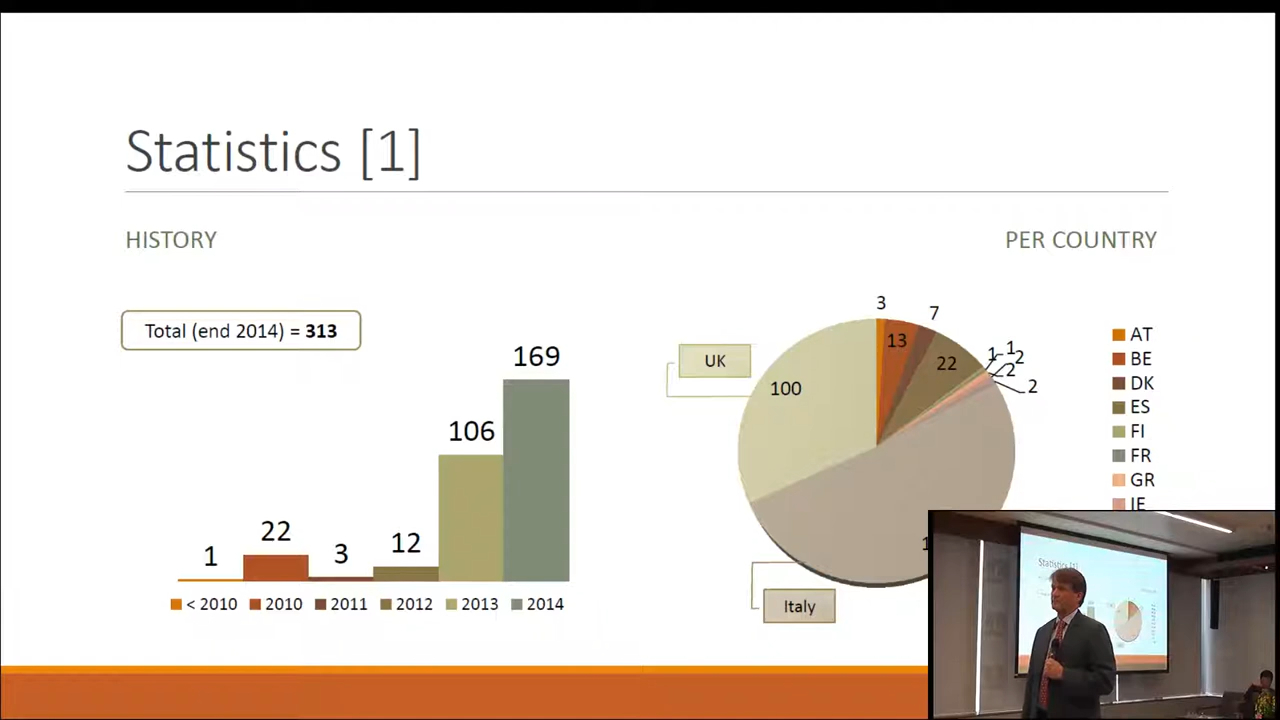 Statistics [1]
HISTORY
PER COUNTRY
Total (end 2014) = 313
1
22
3
12
106
169
< 2010
2010
2011
2012
2013
2014
3
13
7
22
1
1
2
2
2
100
UK
Italy
AT
BE
DK
ES
FI
FR
GR
IE